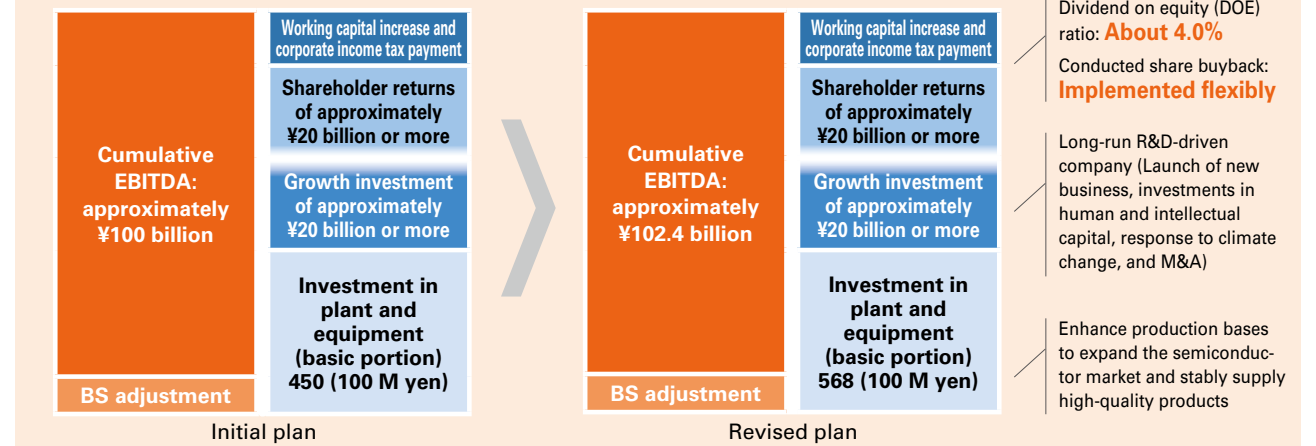 Cumulative
EBITDA:
approximately
¥100 billion
BS adjustment
Working capital increase and
corporate income tax payment
Shareholder returns
of approximately
¥20 billion or more
Growth investment
of approximately
¥20 billion or more
Investment in
plant and
equipment
(basic portion)
450 (100 M yen)
Initial plan
Cumulative
EBITDA:
approximately
¥102.4 billion
BS adjustment
Working capital increase and
corporate income tax payment
Shareholder returns
of approximately
¥20 billion or more
Growth investment
of approximately
¥20 billion or more
Investment in
plant and
equipment
(basic portion)
568 (100 M yen)
Revised plan
Dividend on equity (DOE)
ratio: About 4.0%
Conducted share buyback:
Implemented flexibly
Long-run R&D-driven
company (Launch of new
business, investments in
human and intellectual
capital, response to climate
change, and M&A)
Enhance production bases
to expand the semiconduc-
tor market and stably supply
high-quality products